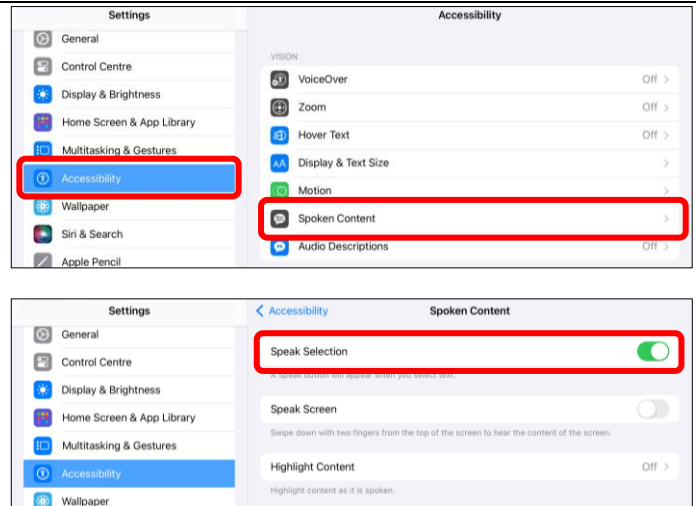 Settings
Accessibility
General
Control Centre
Display & Brightness
Home Screen & App Library
Multitasking & Gestures
Accessibility
Wallpaper
Siri & Search
Apple Pencil
VISION
VoiceOver Off
Zoom Off
Hover Text Off
Display & Text Size
Motion
Spoken Content
Audio Descriptions Off
Settings
Accessibility Spoken Content
General
Control Centre
Display & Brightness
Home Screen & App Library
Multitasking & Gestures
Accessibility
Wallpaper
Speak Selection
A Speak button will appear when you select text.
Speak Screen
Swipe down with two fingers from the top of the screen to hear the content of the screen.
Highlight Content Off
Highlight content as it is spoken.